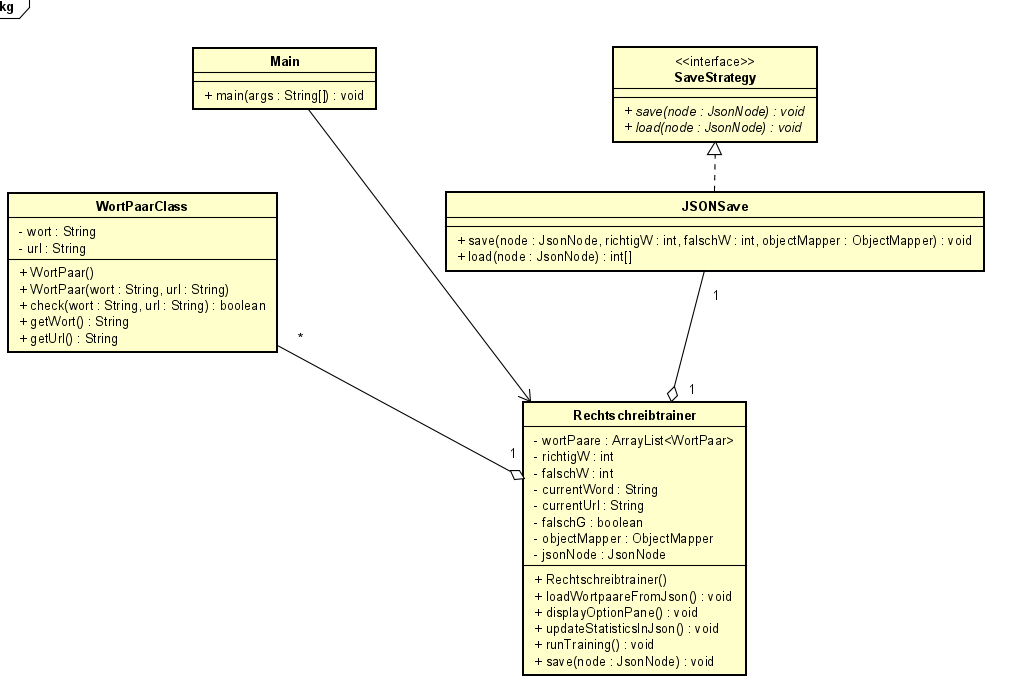 kg
Main
+ main(args : String[]) : void
<<interface>>
SaveStrategy
+ save(node : JsonNode) : void
+ load(node : JsonNode) : void
WortPaarClass
- wort : String
- url : String
+ WortPaar()
+ WortPaar(wort : String, url : String)
+ check(wort : String, url : String) : boolean
+ getWort() : String
+ getUrl() : String
JSONSave
+ save(node : JsonNode, richtigW : int, falschW : int, objectMapper : ObjectMapper) : void
+ load(node : JsonNode) : int[]
1
*
1
1
Rechtschreibtrainer
- wortPaare : ArrayList<WortPaar>
- richtigW : int
- falschW : int
- currentWord : String
- currentUrl : String
- falschG : boolean
- objectMapper : ObjectMapper
- jsonNode : JsonNode
+ Rechtschreibtrainer()
+ loadWortpaareFromJson() : void
+ displayOptionPane() : void
+ updateStatisticsInJson() : void
+ runTraining() : void
+ save(node : JsonNode) : void